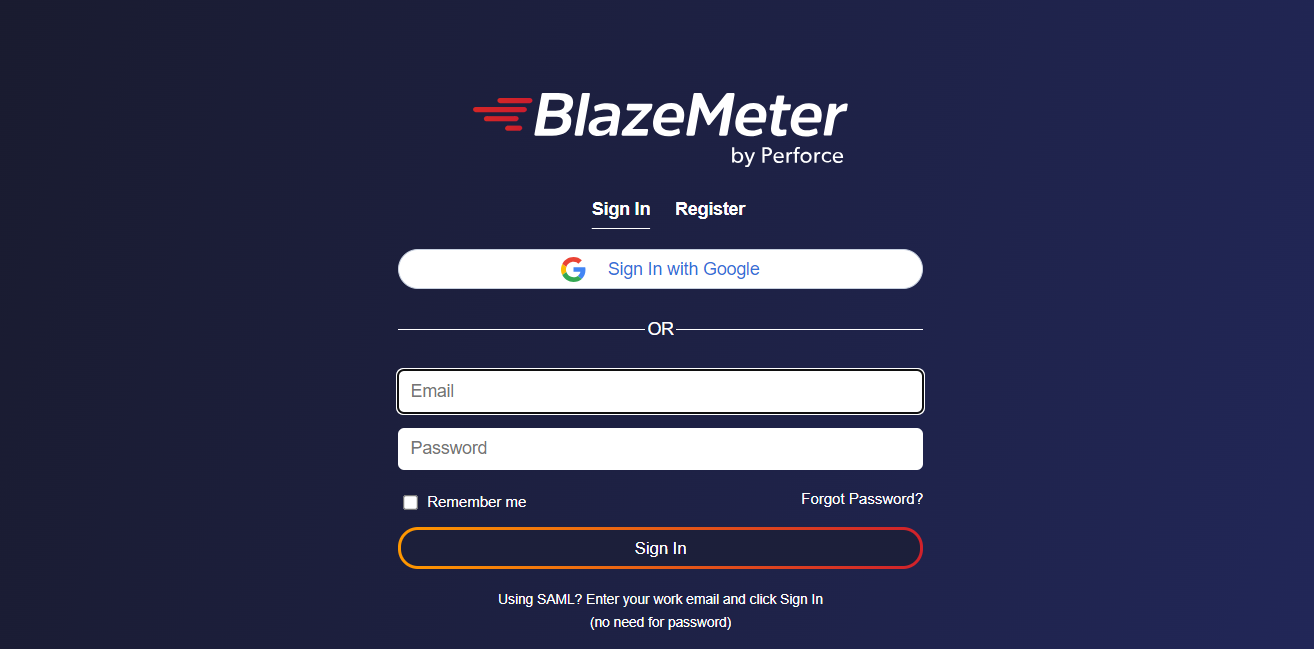 BlazeMeter
by Perforce
Sign In Register
Sign In with Google
OR
Email
Password
Remember me Forgot Password?
Sign In
Using SAML? Enter your work email and click Sign In
(no need for password)